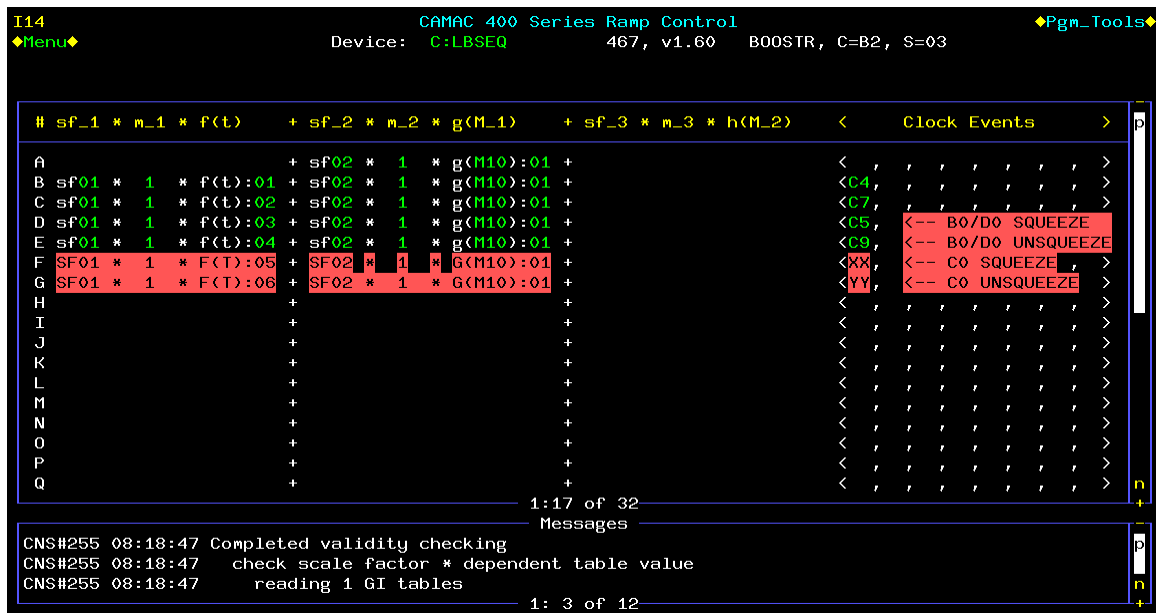 I14 CAMAC 400 Series Ramp Control ◆Pgm_Tools◆
◆Menu◆ Device: C:LBSEQ 467, v1.60 BOOSTR, C=B2, S=03
# sf_1 * m_1 * f(t) + sf_2 * m_2 * g(M_1) + sf_3 * m_3 * h(M_2) < Clock Events > p
A + sf02 * 1 * g(M10):01 + < , , , , , , , >
B sf01 * 1 * f(t):01 + sf02 * 1 * g(M10):01 + <C4, , , , , , , >
C sf01 * 1 * f(t):02 + sf02 * 1 * g(M10):01 + <C7, , , , , , , >
D sf01 * 1 * f(t):03 + sf02 * 1 * g(M10):01 + <C5, <-- B0/D0 SQUEEZE
E sf01 * 1 * f(t):04 + sf02 * 1 * g(M10):01 + <C9, <-- B0/D0 UNSQUEEZE
F SF01 * 1 * F(T):05 + SF02 * 1 * G(M10):01 + <XX, <-- C0 SQUEEZE , >
G SF01 * 1 * F(T):06 + SF02 * 1 * G(M10):01 + <YY, <-- C0 UNSQUEEZE >
H + + < , , , , , , , >
I + + < , , , , , , , >
J + + < , , , , , , , >
K + + < , , , , , , , >
L + + < , , , , , , , >
M + + < , , , , , , , >
N + + < , , , , , , , >
O + + < , , , , , , , >
P + + < , , , , , , , >
Q + + < , , , , , , , > n
1:17 of 32 +
Messages
CNS#255 08:18:47 Completed validity checking p
CNS#255 08:18:47 check scale factor * dependent table value
CNS#255 08:18:47 reading 1 GI tables n
1: 3 of 12 +